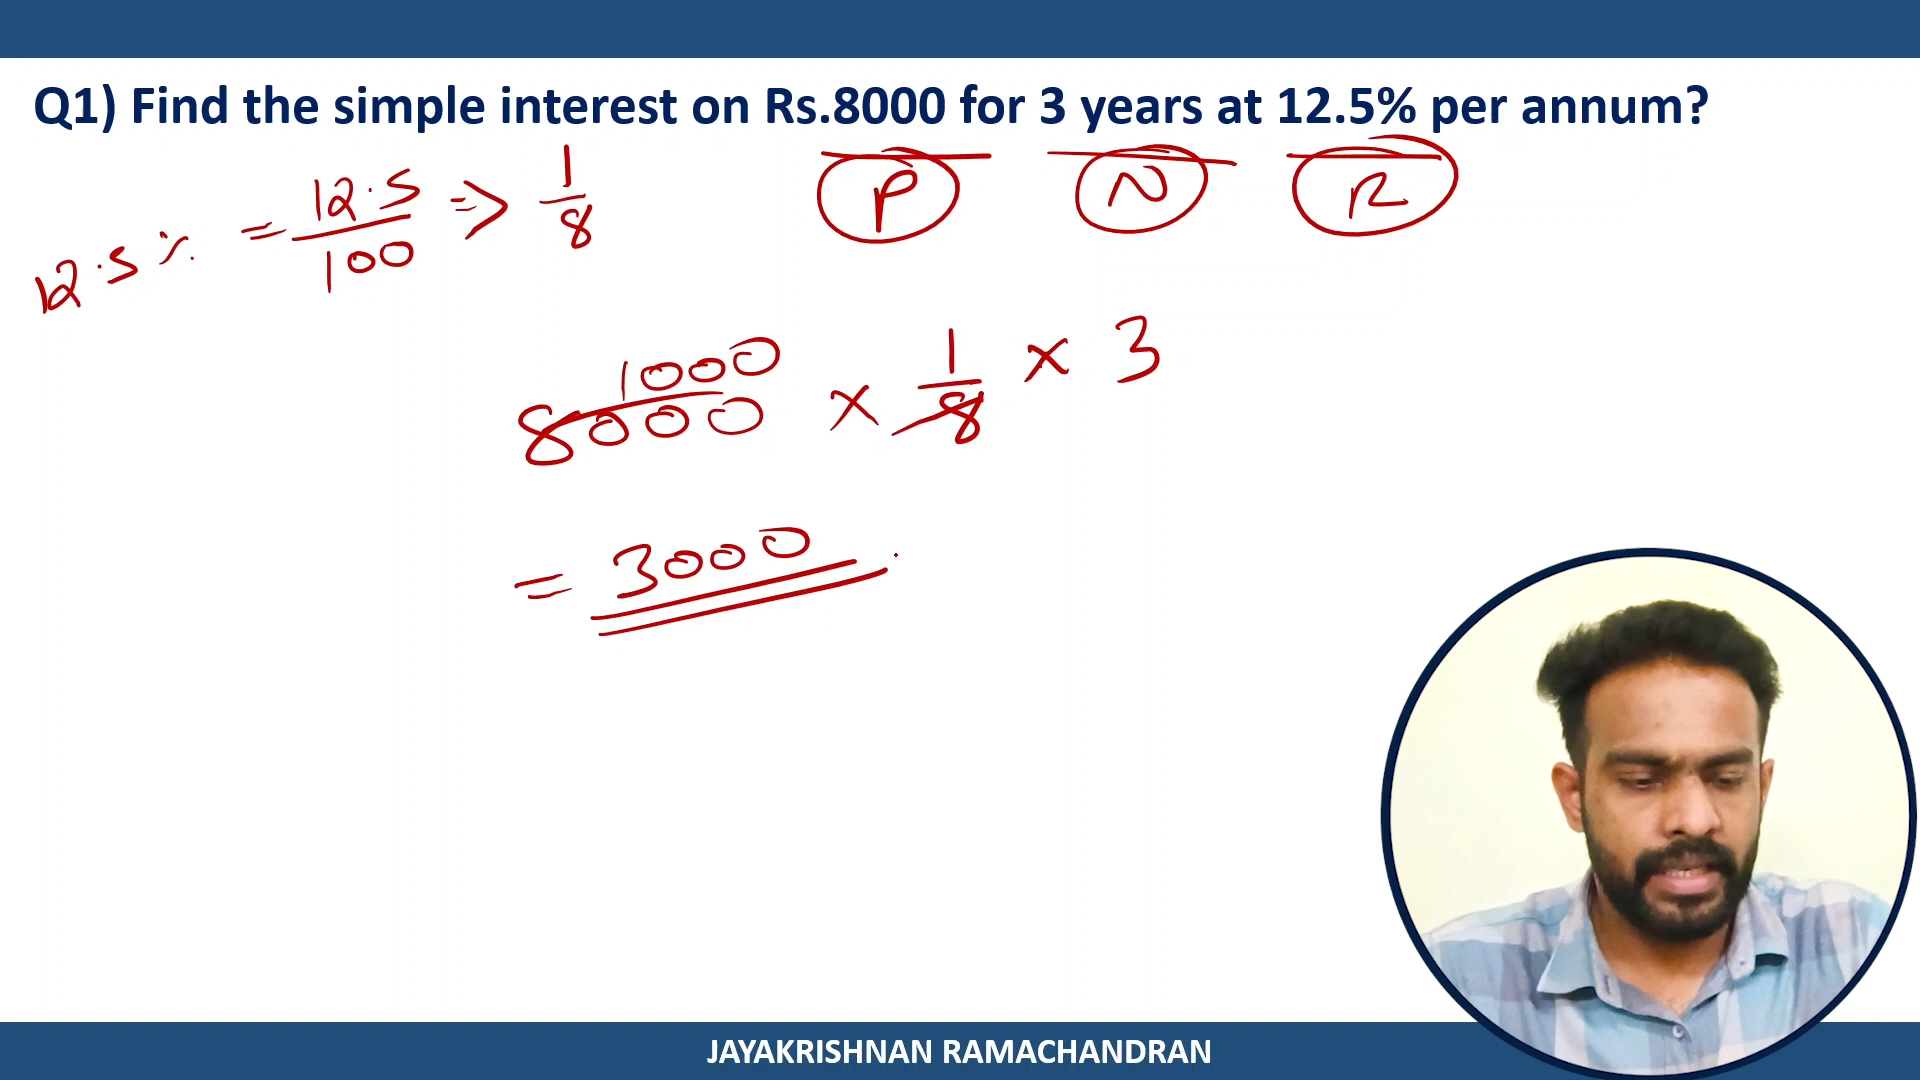 Q1) Find the simple interest on Rs.8000 for 3 years at 12.5% per annum?
P N R
12.5% = 12.5/100 => 1/8
1000
8000 × 1/8 × 3
= 3000
JAYAKRISHNAN RAMACHANDRAN